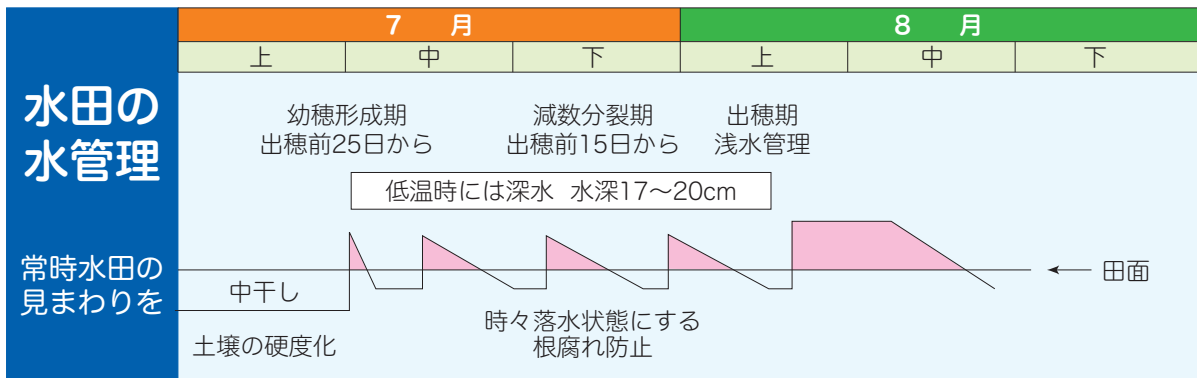 水田の
水管理
常時水田の
見まわりを
7 月
8 月
上 中 下 上 中 下
幼穂形成期
出穂前25日から
減数分裂期
出穂前15日から
出穂期
浅水管理
低温時には深水 水深17～20cm
田面
中干し
土壌の硬度化
時々落水状態にする
根腐れ防止